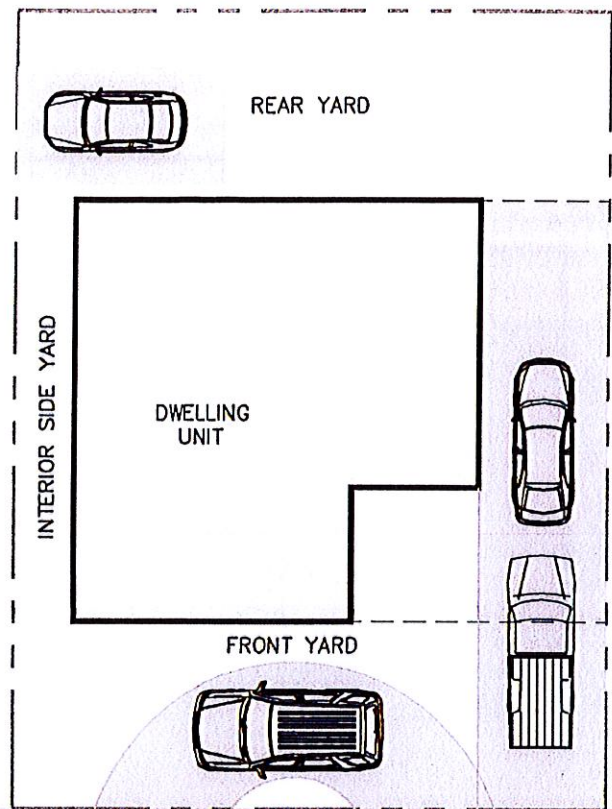 REAR YARD
INTERIOR SIDE YARD
DWELLING
UNIT
FRONT YARD